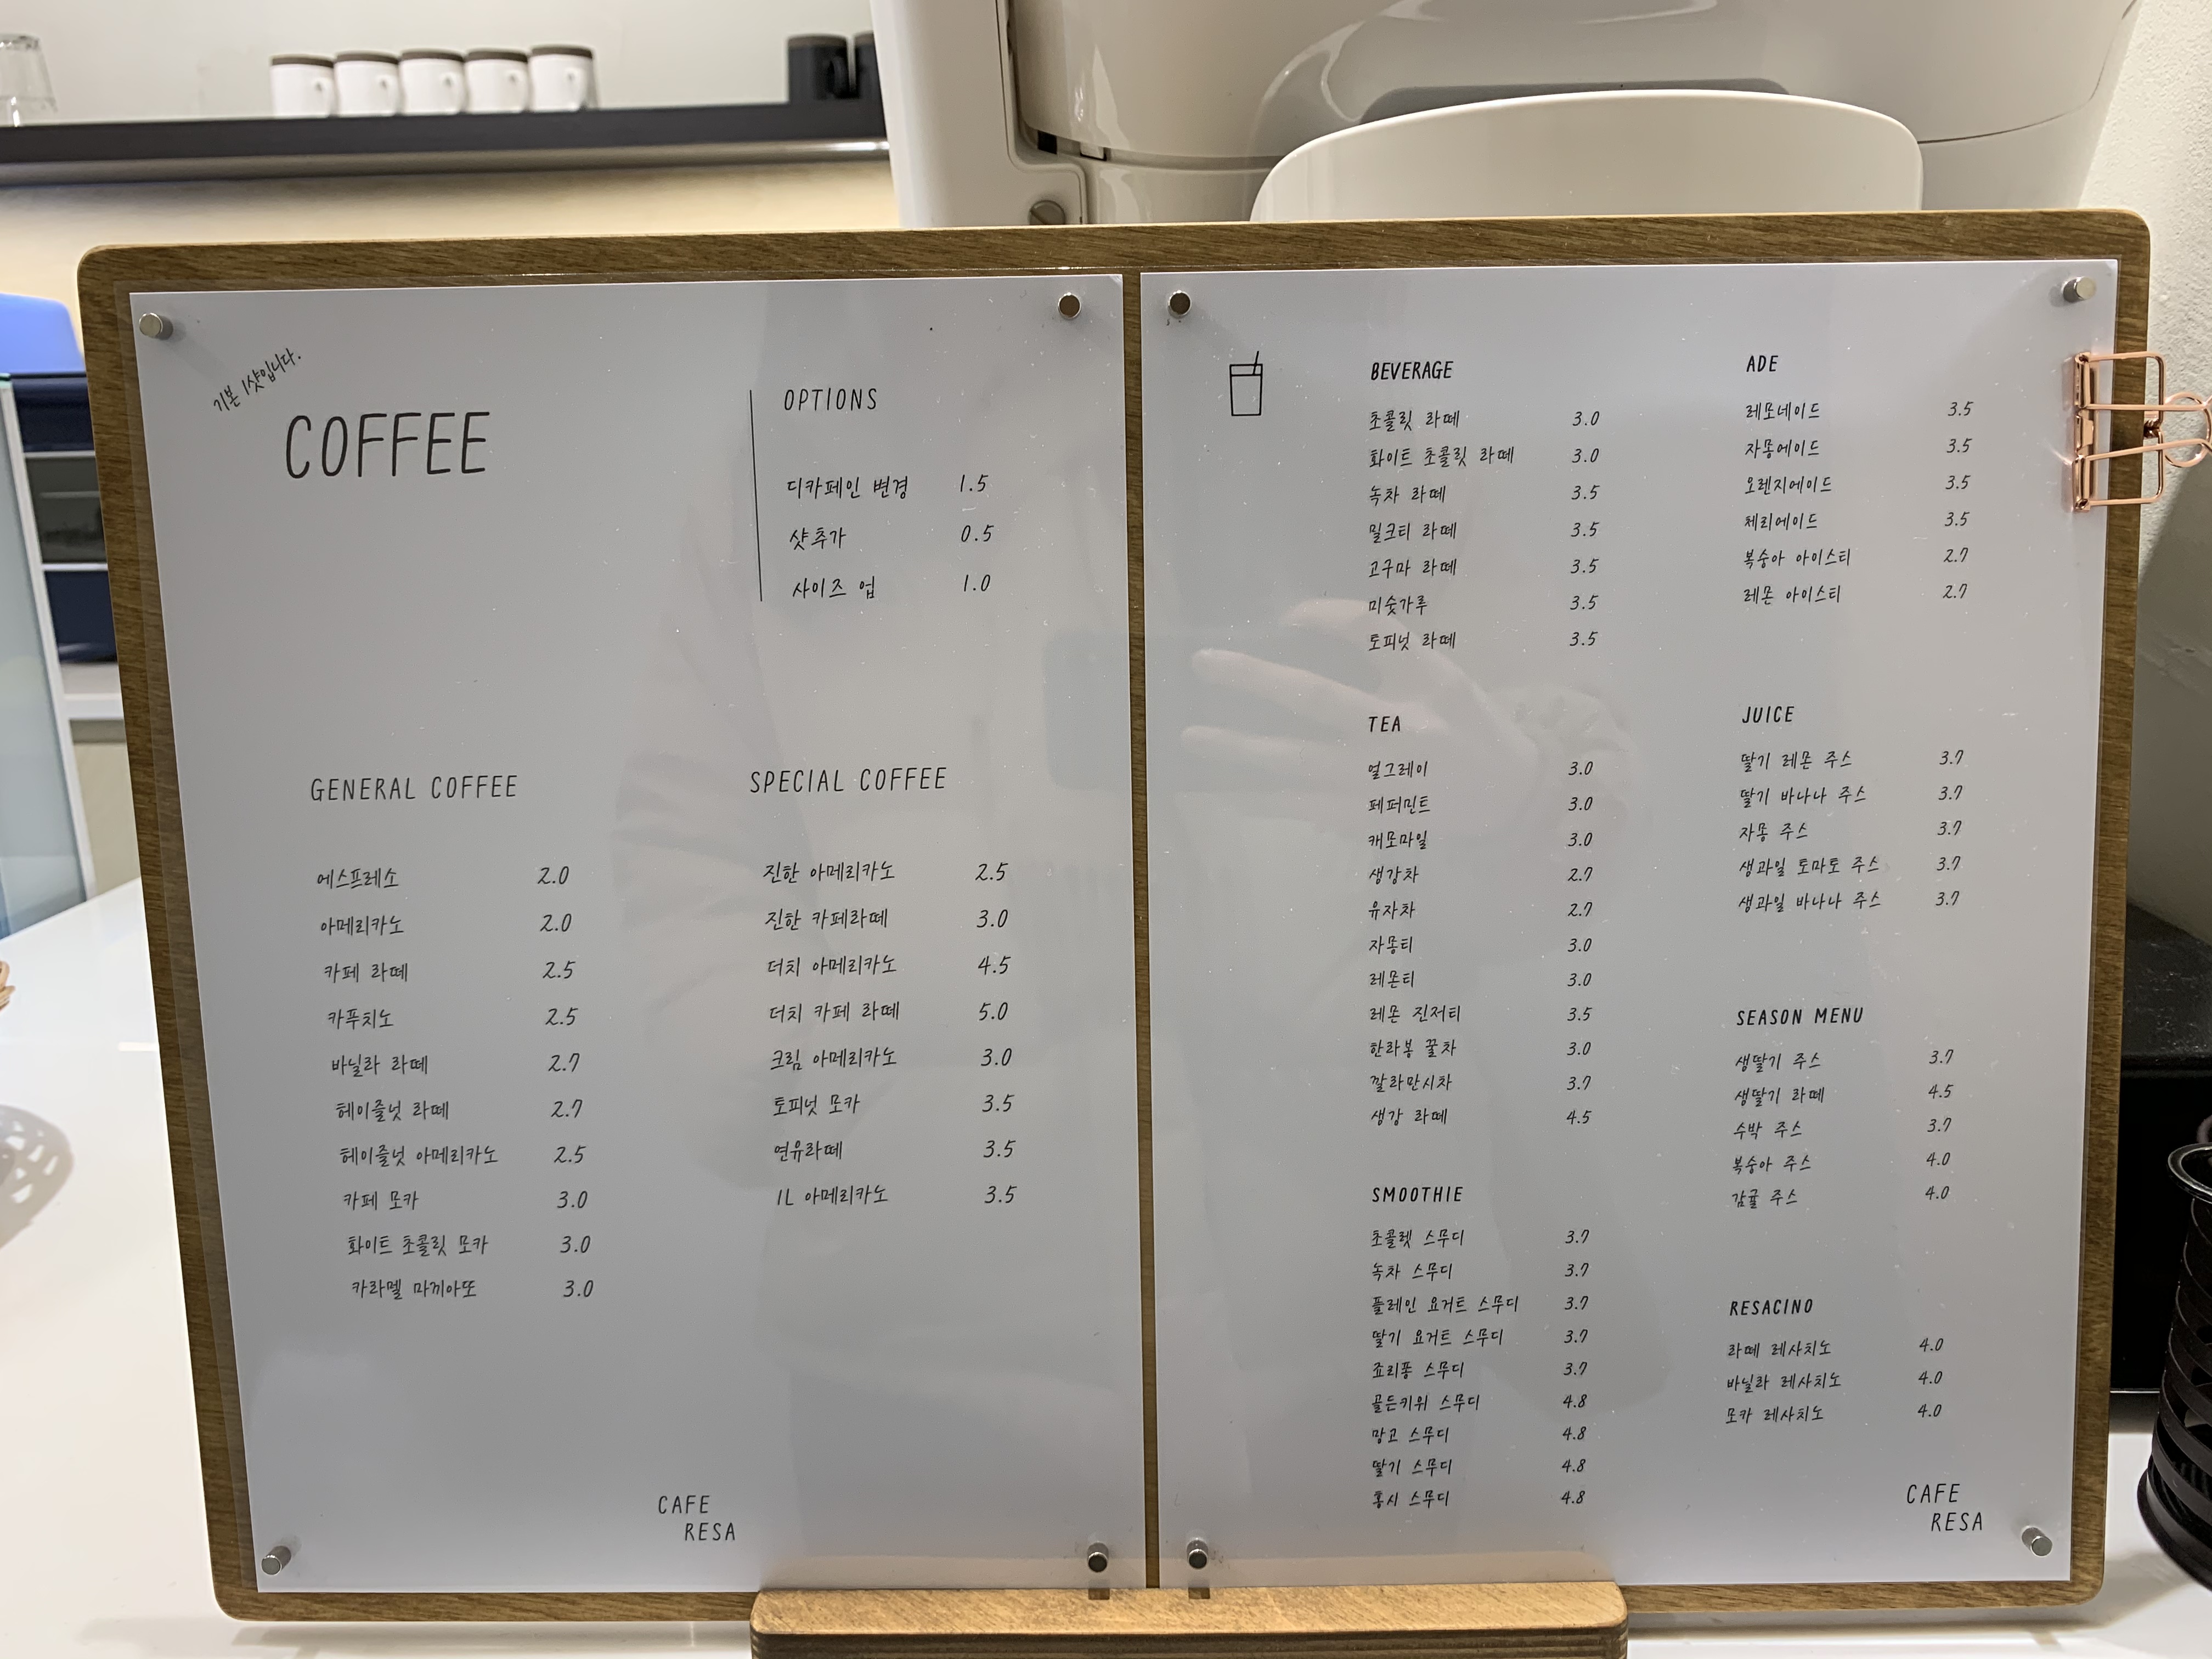 기본 1샷입니다.
COFFEE
OPTIONS
디카페인 변경 1.5
샷추가 0.5
사이즈 업 1.0
GENERAL COFFEE
에스프레소 2.0
아메리카노 2.0
카페 라떼 2.5
카푸치노 2.5
바닐라 라떼 2.7
헤이즐넛 라떼 2.7
헤이즐넛 아메리카노 2.5
카페 모카 3.0
화이트 초콜릿 모카 3.0
카라멜 마끼아또 3.0
SPECIAL COFFEE
진한 아메리카노 2.5
진한 카페라떼 3.0
더치 아메리카노 4.5
더치 카페 라떼 5.0
크림 아메리카노 3.0
토피넛 모카 3.5
연유라떼 3.5
1L 아메리카노 3.5
CAFE
RESA
BEVERAGE
초콜릿 라떼 3.0
화이트 초콜릿 라떼 3.0
녹차 라떼 3.5
밀크티 라떼 3.5
고구마 라떼 3.5
미숫가루 3.5
토피넛 라떼 3.5
TEA
얼그레이 3.0
페퍼민트 3.0
캐모마일 3.0
생강차 2.7
유자차 2.7
자몽티 3.0
레몬티 3.0
레몬 진저티 3.5
한라봉 꿀차 3.0
깔라만시차 3.7
생강 라떼 4.5
SMOOTHIE
초콜렛 스무디 3.7
녹차 스무디 3.7
플레인 요거트 스무디 3.7
딸기 요거트 스무디 3.7
죠리퐁 스무디 3.7
골든키위 스무디 4.8
망고 스무디 4.8
딸기 스무디 4.8
홍시 스무디 4.8
ADE
레모네이드 3.5
자몽에이드 3.5
오렌지에이드 3.5
체리에이드 3.5
복숭아 아이스티 2.7
레몬 아이스티 2.7
JUICE
딸기 레몬 주스 3.7
딸기 바나나 주스 3.7
자몽 주스 3.7
생과일 토마토 주스 3.7
생과일 바나나 주스 3.7
SEASON MENU
생딸기 주스 3.7
생딸기 라떼 4.5
수박 주스 3.7
복숭아 주스 4.0
감귤 주스 4.0
RESACINO
라떼 레사치노 4.0
바닐라 레사치노 4.0
모카 레사치노 4.0
CAFE
RESA